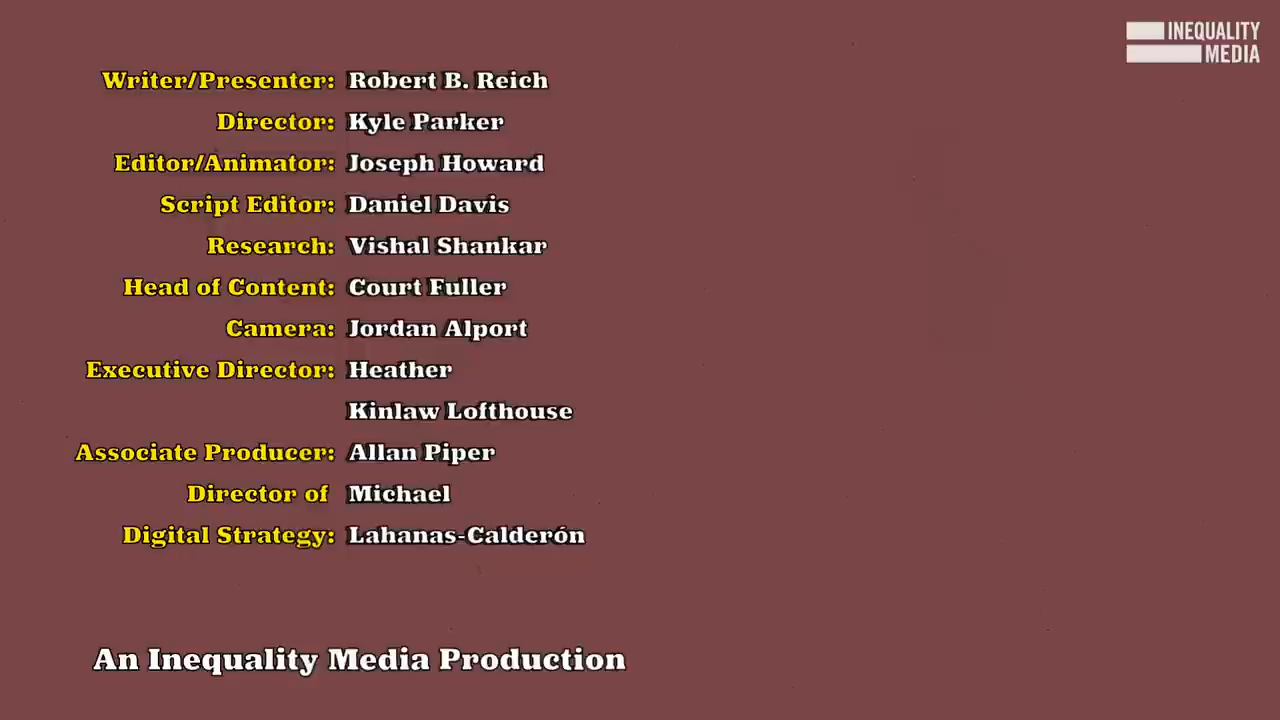 INEQUALITY
MEDIA
Writer/Presenter: Robert B. Reich
Director: Kyle Parker
Editor/Animator: Joseph Howard
Script Editor: Daniel Davis
Research: Vishal Shankar
Head of Content: Court Fuller
Camera: Jordan Alport
Executive Director: Heather
Kinlaw Lofthouse
Associate Producer: Allan Piper
Director of Michael
Digital Strategy: Lahanas-Calderón
An Inequality Media Production